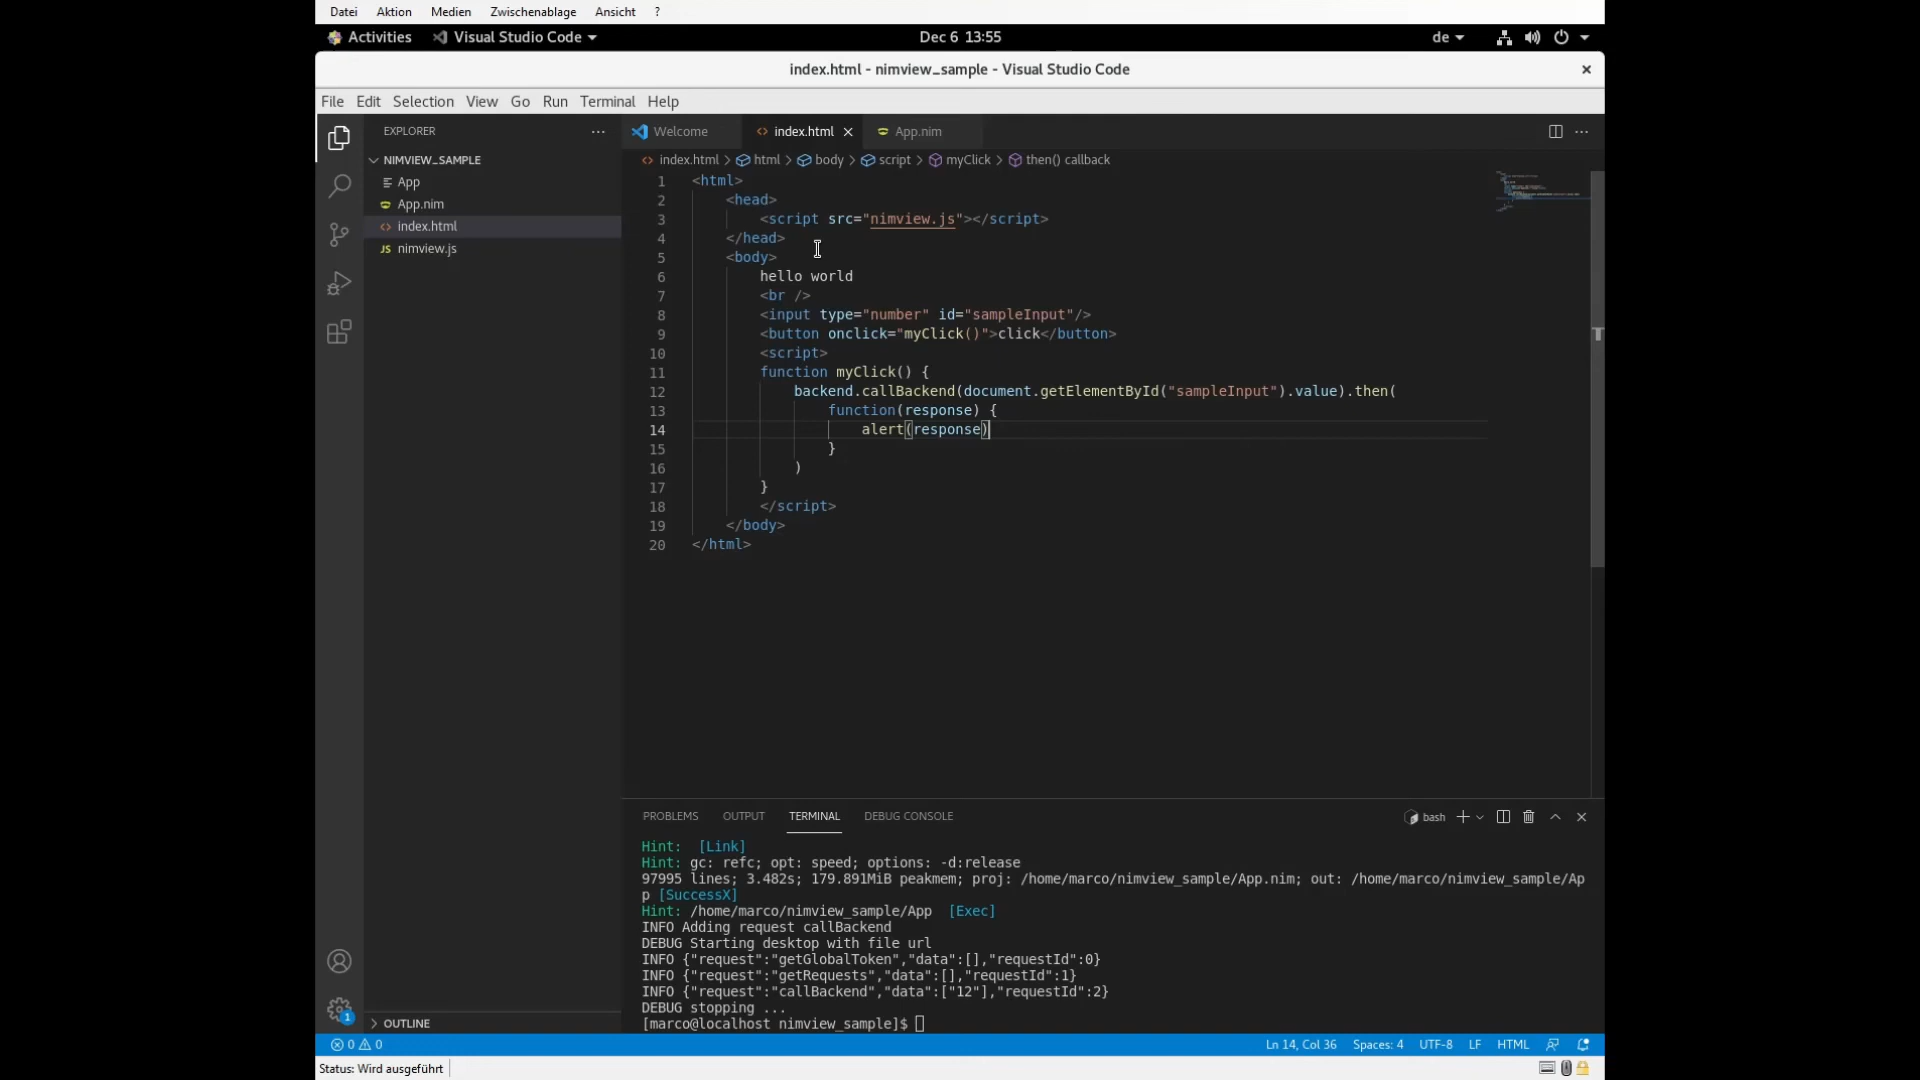 Datei Aktion Medien Zwischenablage Ansicht ?
Activities Visual Studio Code Dec 6 13:55 de
index.html - nimview_sample - Visual Studio Code
File Edit Selection View Go Run Terminal Help
EXPLORER ··· Welcome index.html App.nim
NIMVIEW_SAMPLE
App
App.nim
index.html
JS nimview.js
index.html > html > body > script > myClick > then() callback
1 <html>
2 <head>
3 <script src="nimview.js"></script>
4 </head>
5 <body>
6 hello world
7 <br />
8 <input type="number" id="sampleInput"/>
9 <button onclick="myClick()">click</button>
10 <script>
11 function myClick() {
12 backend.callBackend(document.getElementById("sampleInput").value).then(
13 function(response) {
14 alert(response)
15 }
16 )
17 }
18 </script>
19 </body>
20 </html>
PROBLEMS OUTPUT TERMINAL DEBUG CONSOLE bash
Hint: [Link]
Hint: gc: refc; opt: speed; options: -d:release
97995 lines; 3.482s; 179.891MiB peakmem; proj: /home/marco/nimview_sample/App.nim; out: /home/marco/nimview_sample/Ap
p [SuccessX]
Hint: /home/marco/nimview_sample/App [Exec]
INFO Adding request callBackend
DEBUG Starting desktop with file url
INFO {"request":"getGlobalToken","data":[],"requestId":0}
INFO {"request":"getRequests","data":[],"requestId":1}
INFO {"request":"callBackend","data":["12"],"requestId":2}
DEBUG stopping ...
[marco@localhost nimview_sample]$
1
OUTLINE
0 0 Ln 14, Col 36 Spaces: 4 UTF-8 LF HTML
Status: Wird ausgeführt